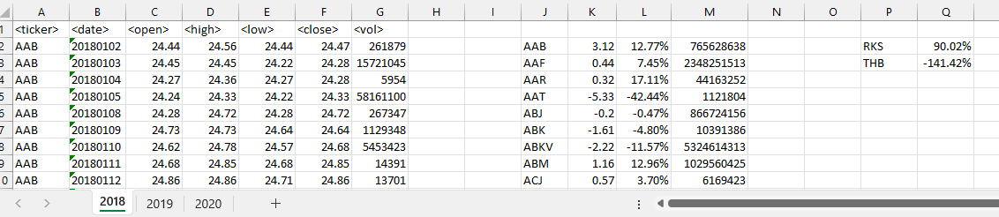 A B C D E F G H I J K L M N O P Q
1 <ticker> <date> <open> <high> <low> <close> <vol>
2 AAB 20180102 24.44 24.56 24.44 24.47 261879 AAB 3.12 12.77% 765628638 RKS 90.02%
3 AAB 20180103 24.45 24.45 24.22 24.28 15721045 AAF 0.44 7.45% 2348251513 THB -141.42%
4 AAB 20180104 24.27 24.36 24.27 24.28 5954 AAR 0.32 17.11% 44163252
5 AAB 20180105 24.24 24.33 24.22 24.33 58161100 AAT -5.33 -42.44% 1121804
6 AAB 20180108 24.28 24.72 24.28 24.72 267347 ABJ -0.2 -0.47% 866724156
7 AAB 20180109 24.73 24.73 24.64 24.64 1129348 ABK -1.61 -4.80% 10391386
8 AAB 20180110 24.62 24.78 24.57 24.68 5453423 ABKV -2.22 -11.57% 5324614313
9 AAB 20180111 24.68 24.85 24.68 24.85 14391 ABM 1.16 12.96% 1029560425
0 AAB 20180112 24.86 24.86 24.71 24.86 13701 ACJ 0.57 3.70% 6169423
2018 2019 2020 +